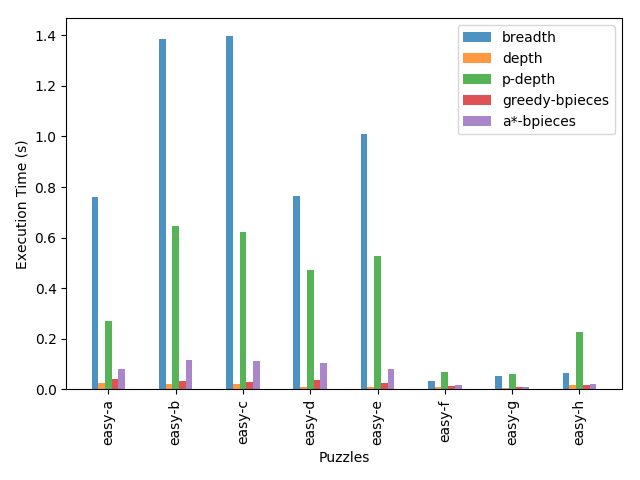 1.4
1.2
1.0
0.8
0.6
0.4
0.2
0.0
Execution Time (s)
breadth
depth
p-depth
greedy-bpieces
a*-bpieces
easy-a
easy-b
easy-c
easy-d
easy-e
easy-f
easy-g
easy-h
Puzzles